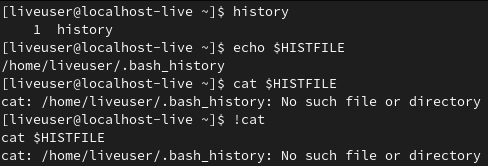 [liveuser@localhost-live ~]$ history
    1  history
[liveuser@localhost-live ~]$ echo $HISTFILE
/home/liveuser/.bash_history
[liveuser@localhost-live ~]$ cat $HISTFILE
cat: /home/liveuser/.bash_history: No such file or directory
[liveuser@localhost-live ~]$ !cat
cat $HISTFILE
cat: /home/liveuser/.bash_history: No such file or directory